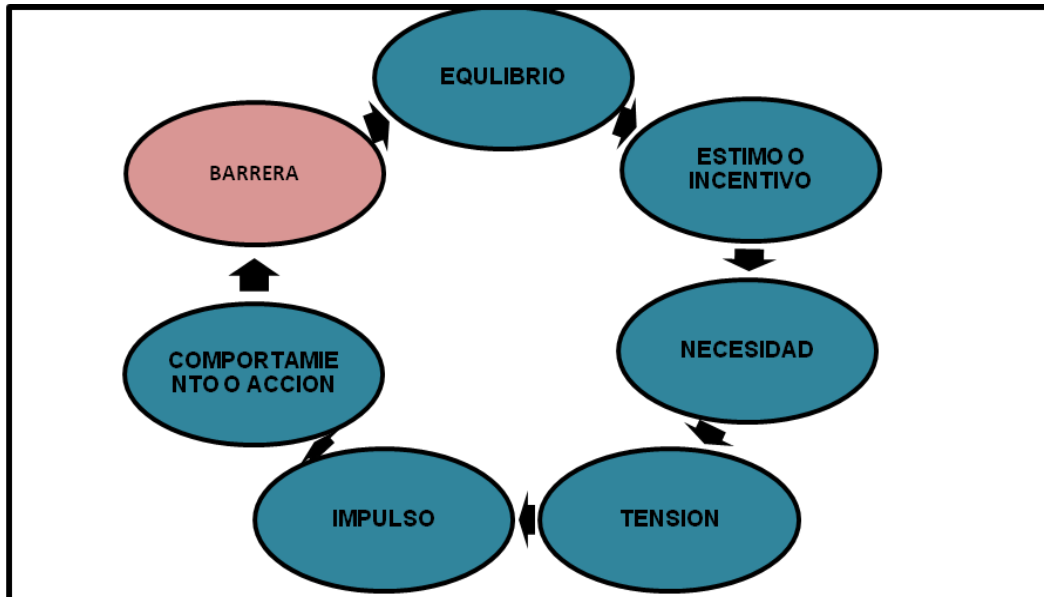 EQULIBRIO
ESTIMO O
INCENTIVO
NECESIDAD
TENSION
IMPULSO
COMPORTAMIE
NTO O ACCION
BARRERA